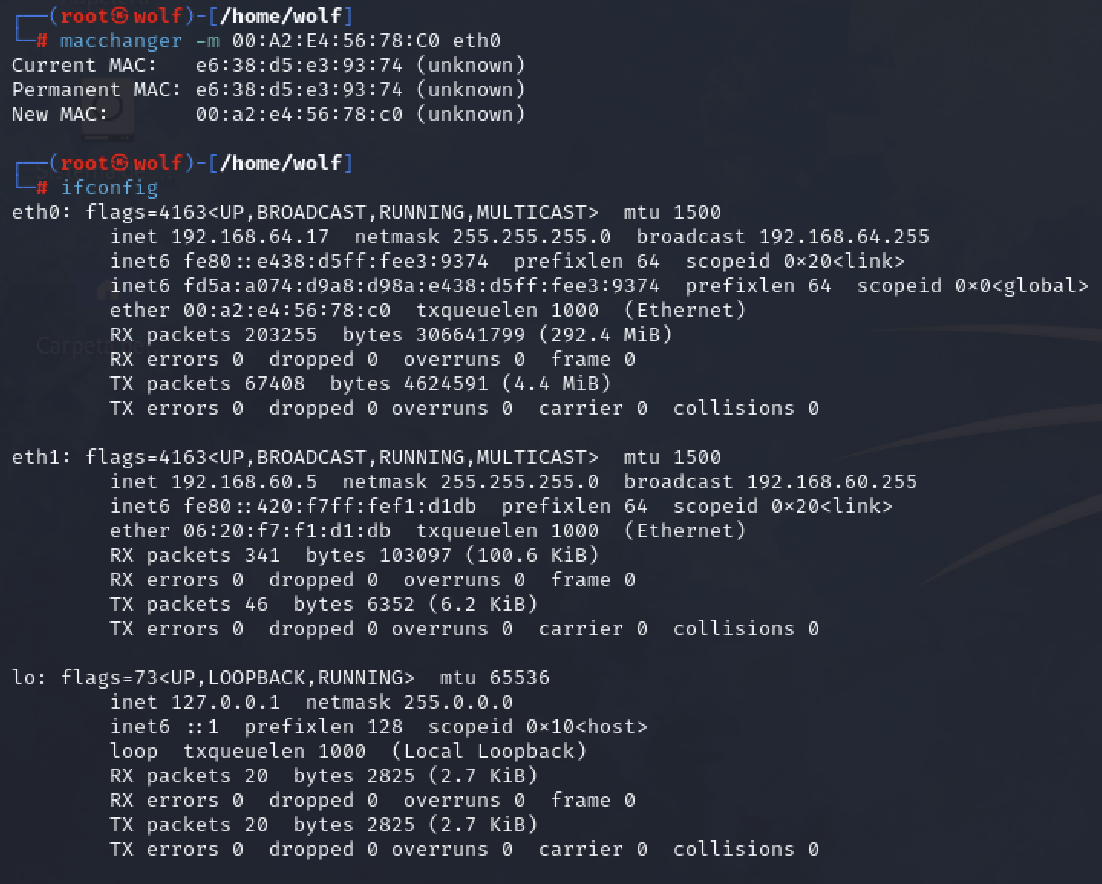 ┌──(root㉿wolf)-[/home/wolf]
└─# macchanger -m 00:A2:E4:56:78:C0 eth0
Current MAC:   e6:38:d5:e3:93:74 (unknown)
Permanent MAC: e6:38:d5:e3:93:74 (unknown)
New MAC:       00:a2:e4:56:78:c0 (unknown)

┌──(root㉿wolf)-[/home/wolf]
└─# ifconfig
eth0: flags=4163<UP,BROADCAST,RUNNING,MULTICAST>  mtu 1500
        inet 192.168.64.17  netmask 255.255.255.0  broadcast 192.168.64.255
        inet6 fe80::e438:d5ff:fee3:9374  prefixlen 64  scopeid 0×20<link>
        inet6 fd5a:a074:d9a8:d98a:e438:d5ff:fee3:9374  prefixlen 64  scopeid 0×0<global>
        ether 00:a2:e4:56:78:c0  txqueuelen 1000  (Ethernet)
        RX packets 203255  bytes 306641799 (292.4 MiB)
        RX errors 0  dropped 0  overruns 0  frame 0
        TX packets 67408  bytes 4624591 (4.4 MiB)
        TX errors 0  dropped 0 overruns 0  carrier 0  collisions 0

eth1: flags=4163<UP,BROADCAST,RUNNING,MULTICAST>  mtu 1500
        inet 192.168.60.5  netmask 255.255.255.0  broadcast 192.168.60.255
        inet6 fe80::420:f7ff:fef1:d1db  prefixlen 64  scopeid 0×20<link>
        ether 06:20:f7:f1:d1:db  txqueuelen 1000  (Ethernet)
        RX packets 341  bytes 103097 (100.6 KiB)
        RX errors 0  dropped 0  overruns 0  frame 0
        TX packets 46  bytes 6352 (6.2 KiB)
        TX errors 0  dropped 0 overruns 0  carrier 0  collisions 0

lo: flags=73<UP,LOOPBACK,RUNNING>  mtu 65536
        inet 127.0.0.1  netmask 255.0.0.0
        inet6 ::1  prefixlen 128  scopeid 0×10<host>
        loop  txqueuelen 1000  (Local Loopback)
        RX packets 20  bytes 2825 (2.7 KiB)
        RX errors 0  dropped 0  overruns 0  frame 0
        TX packets 20  bytes 2825 (2.7 KiB)
        TX errors 0  dropped 0 overruns 0  carrier 0  collisions 0